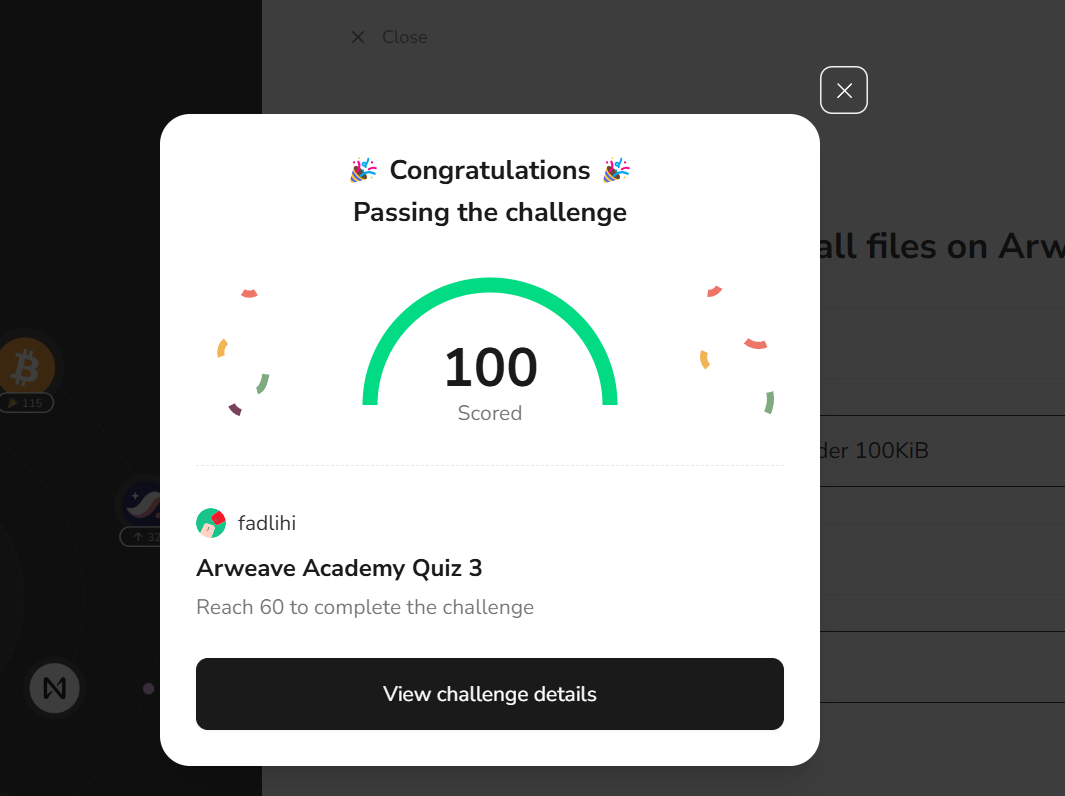 Close
🎉 Congratulations 🎉
Passing the challenge
all files on Arw
100
115
Scored
der 100KiB
32
fadlihi
Arweave Academy Quiz 3
Reach 60 to complete the challenge
View challenge details